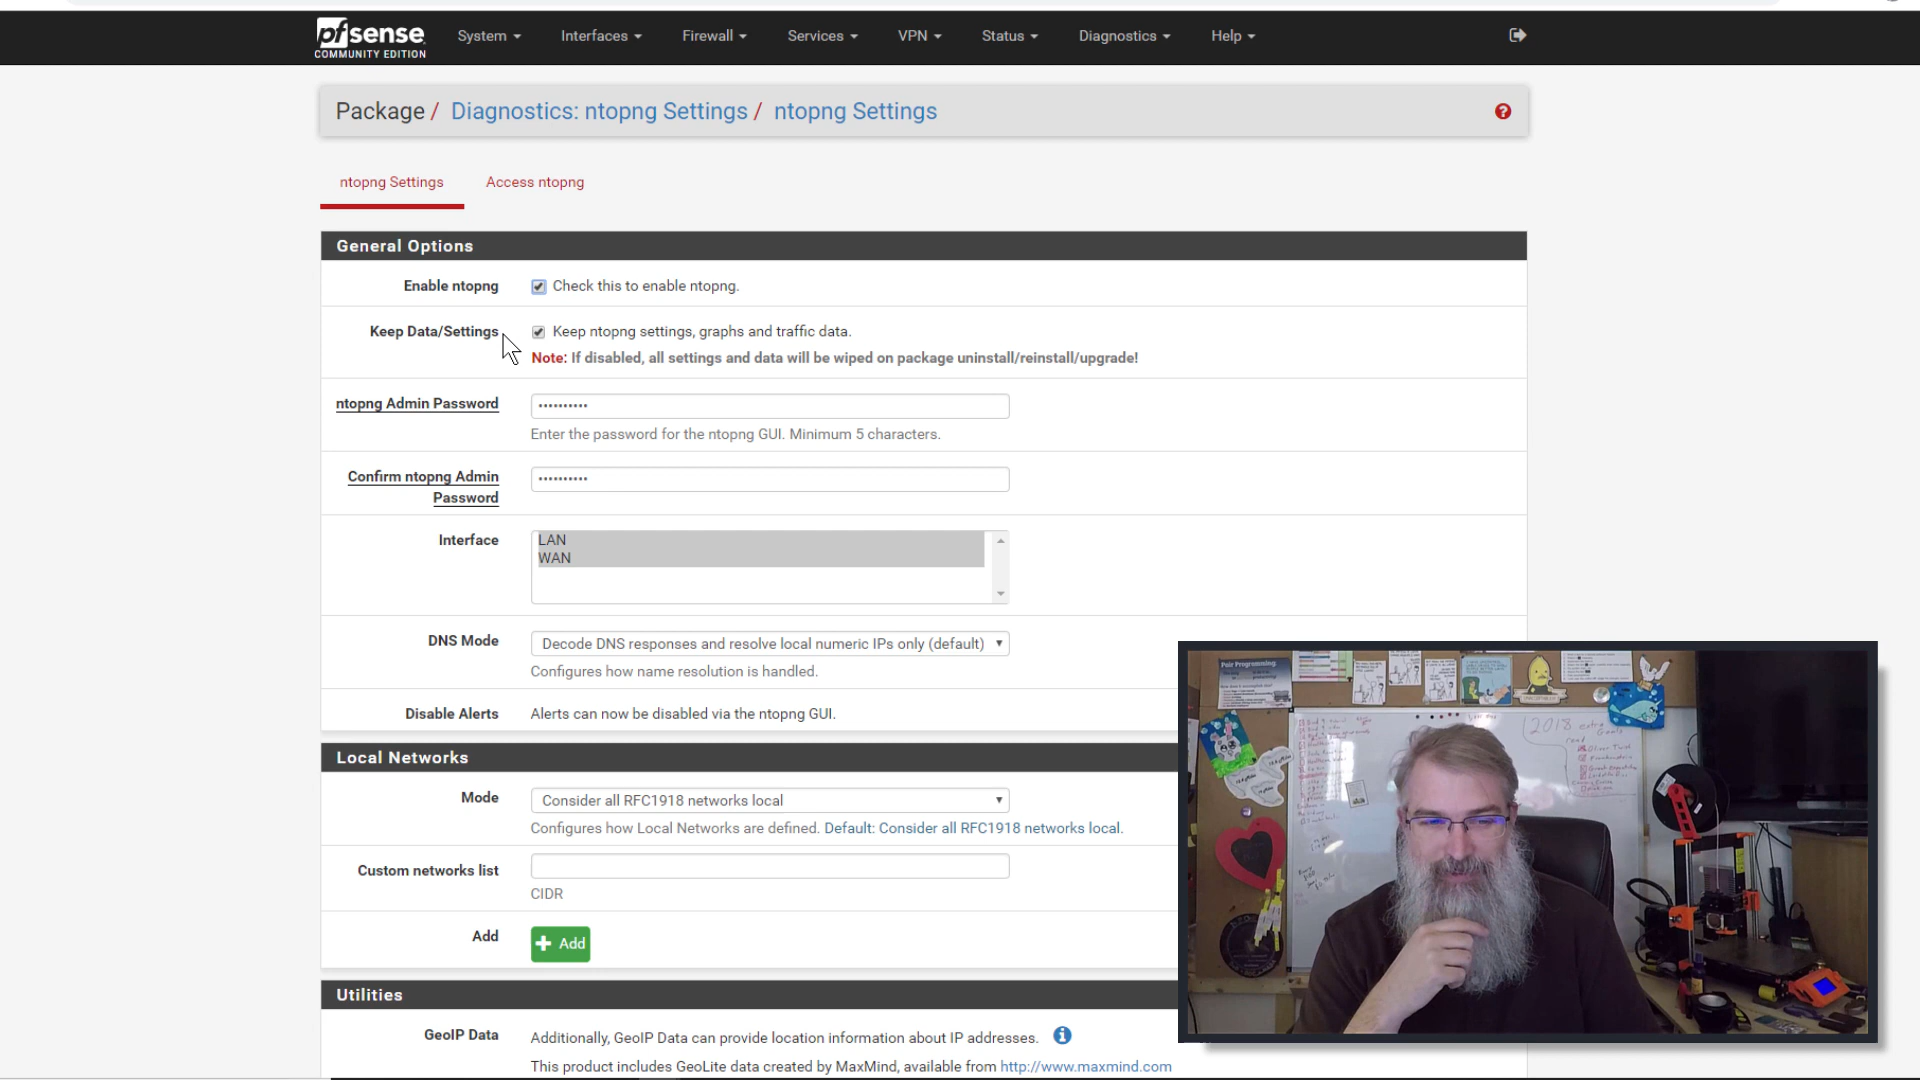 pfsense
COMMUNITY EDITION
System
Interfaces
Firewall
Services
VPN
Status
Diagnostics
Help
Package / Diagnostics: ntopng Settings / ntopng Settings
ntopng Settings
Access ntopng
General Options
Enable ntopng
Check this to enable ntopng.
Keep Data/Settings
Keep ntopng settings, graphs and traffic data.
Note: If disabled, all settings and data will be wiped on package uninstall/reinstall/upgrade!
ntopng Admin Password
••••••••••
Enter the password for the ntopng GUI. Minimum 5 characters.
Confirm ntopng Admin
Password
••••••••••
Interface
LAN
WAN
DNS Mode
Decode DNS responses and resolve local numeric IPs only (default)
Configures how name resolution is handled.
Disable Alerts
Alerts can now be disabled via the ntopng GUI.
Local Networks
Mode
Consider all RFC1918 networks local
Configures how Local Networks are defined. Default: Consider all RFC1918 networks local.
Custom networks list
CIDR
Add
Add
Utilities
GeoIP Data
Additionally, GeoIP Data can provide location information about IP addresses.
This product includes GeoLite data created by MaxMind, available from http://www.maxmind.com
Pair Programming
2018 extra
Goals
read
Oliver Twist
Frankenstein